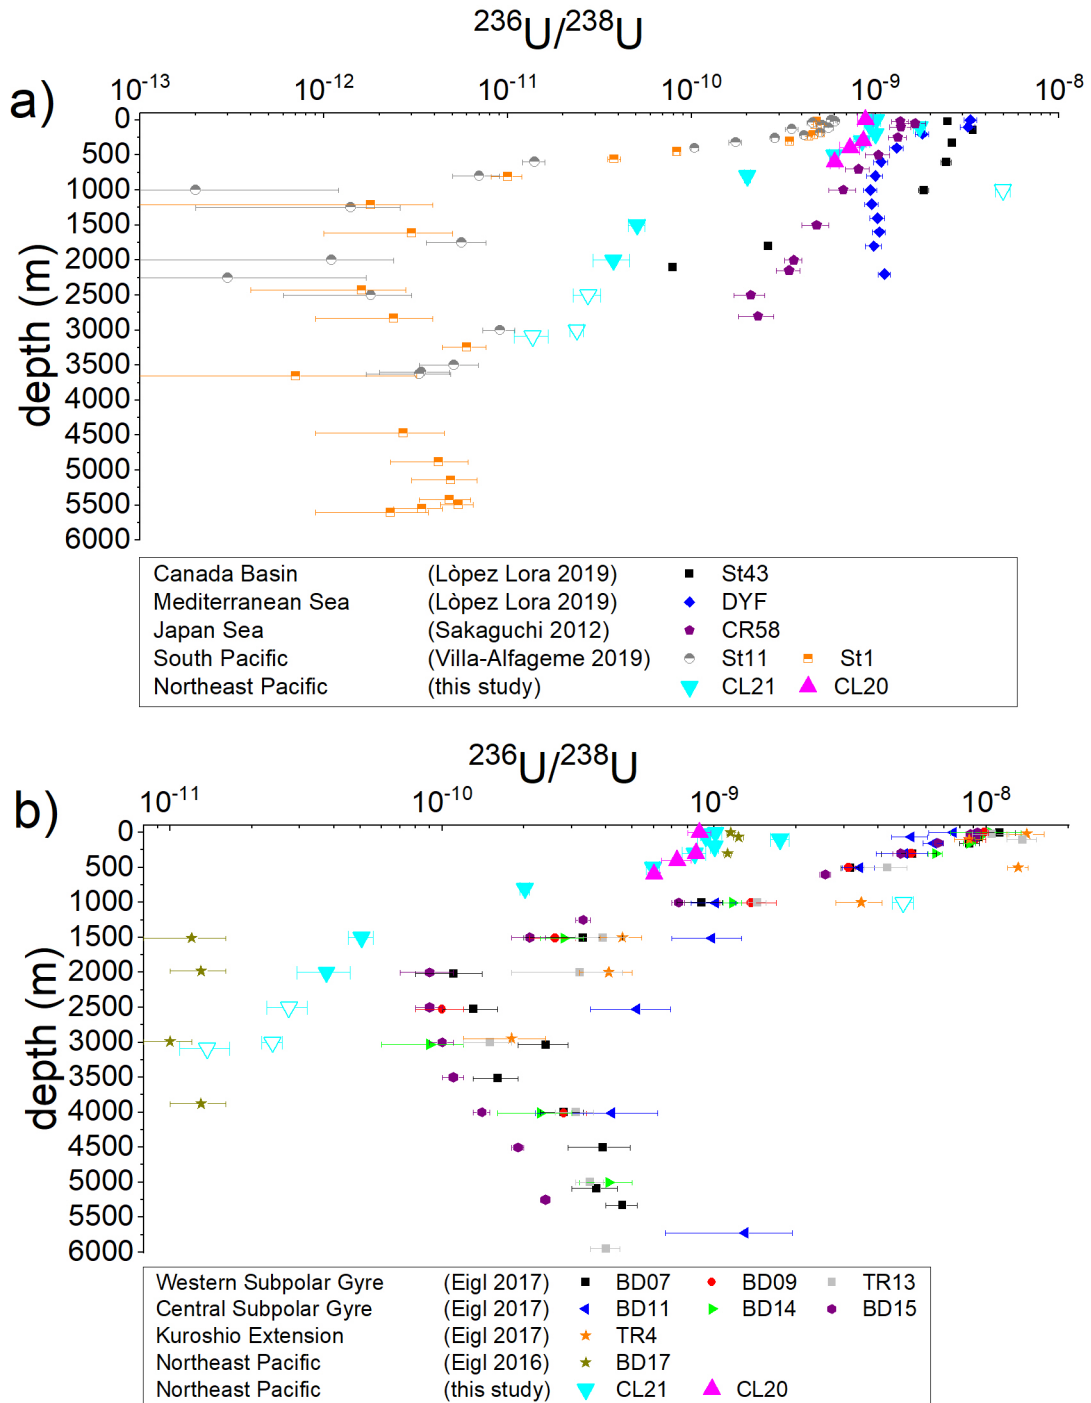 ²³⁶U/²³⁸U
a)
10⁻¹³ 10⁻¹² 10⁻¹¹ 10⁻¹⁰ 10⁻⁹ 10⁻⁸
0
500
1000
1500
2000
2500
3000
3500
4000
4500
5000
5500
6000
depth (m)
Canada Basin (Lòpez Lora 2019) St43
Mediterranean Sea (Lòpez Lora 2019) DYF
Japan Sea (Sakaguchi 2012) CR58
South Pacific (Villa-Alfageme 2019) St11 St1
Northeast Pacific (this study) CL21 CL20
²³⁶U/²³⁸U
b)
10⁻¹¹ 10⁻¹⁰ 10⁻⁹ 10⁻⁸
0
500
1000
1500
2000
2500
3000
3500
4000
4500
5000
5500
6000
depth (m)
Western Subpolar Gyre (Eigl 2017) BD07 BD09 TR13
Central Subpolar Gyre (Eigl 2017) BD11 BD14 BD15
Kuroshio Extension (Eigl 2017) TR4
Northeast Pacific (Eigl 2016) BD17
Northeast Pacific (this study) CL21 CL20